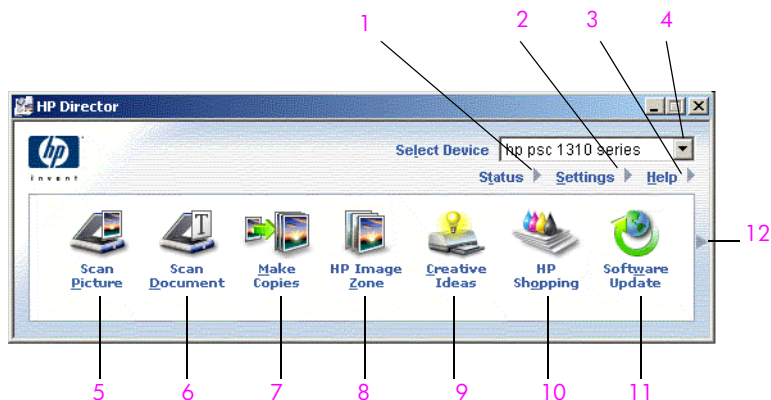 1 2 3 4
HP Director
hp
invent
Select Device hp psc 1310 series
Status Settings Help
12
Scan Picture
Scan Document
Make Copies
HP Image Zone
Creative Ideas
HP Shopping
Software Update
5 6 7 8 9 10 11